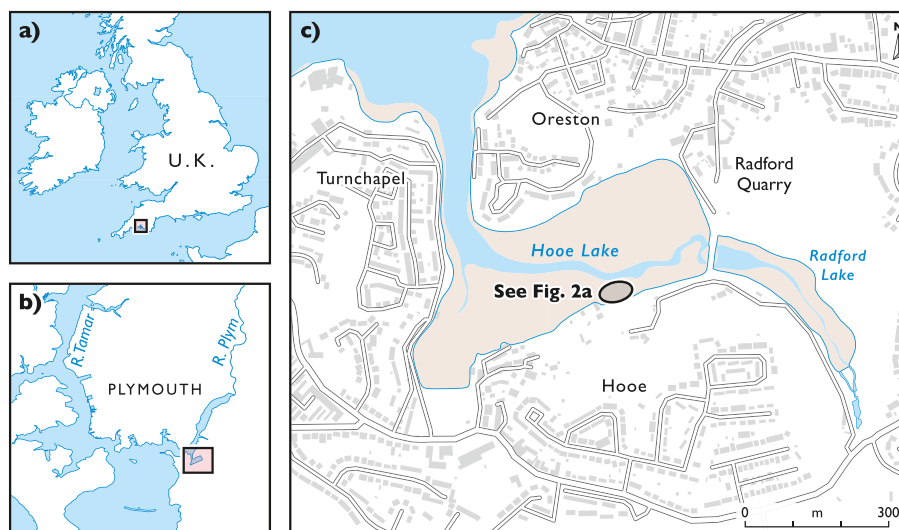 a)
U.K.
b)
R. Tamar
R. Plym
PLYMOUTH
c)
N
Oreston
Turnchapel
Radford
Quarry
Hooe Lake
Radford
Lake
See Fig. 2a
Hooe
0 m 300